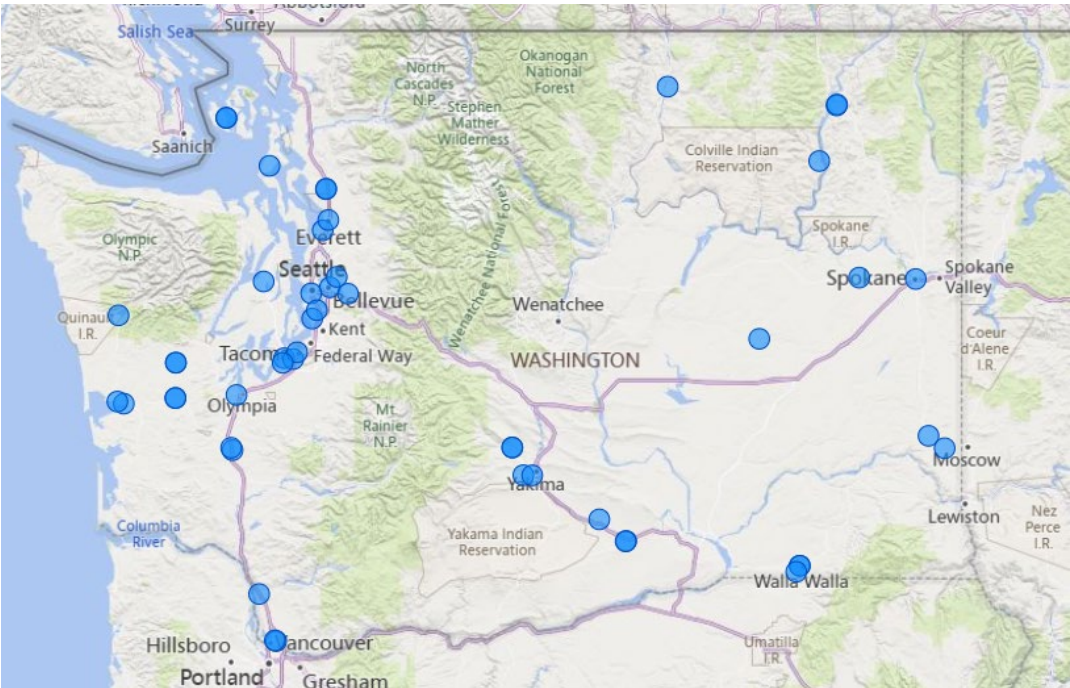 Abbotsford
Surrey
Salish Sea
Saanich
North
Cascades
N.P.
Okanogan
National
Forest
Stephen
Mather
Wilderness
Colville Indian
Reservation
Olympic
N.P.
Everett
Seattle
Bellevue
Kent
Tacoma
Federal Way
Olympia
Quinault
I.R.
Wenatchee National Forest
Wenatchee
WASHINGTON
Spokane
I.R.
Spokane
Spokane
Valley
Coeur
d'Alene
I.R.
Mt
Rainier
N.P.
Yakima
Yakama Indian
Reservation
Moscow
Lewiston
Nez
Perce
I.R.
Columbia
River
Walla Walla
Umatilla
I.R.
Vancouver
Hillsboro
Portland
Gresham